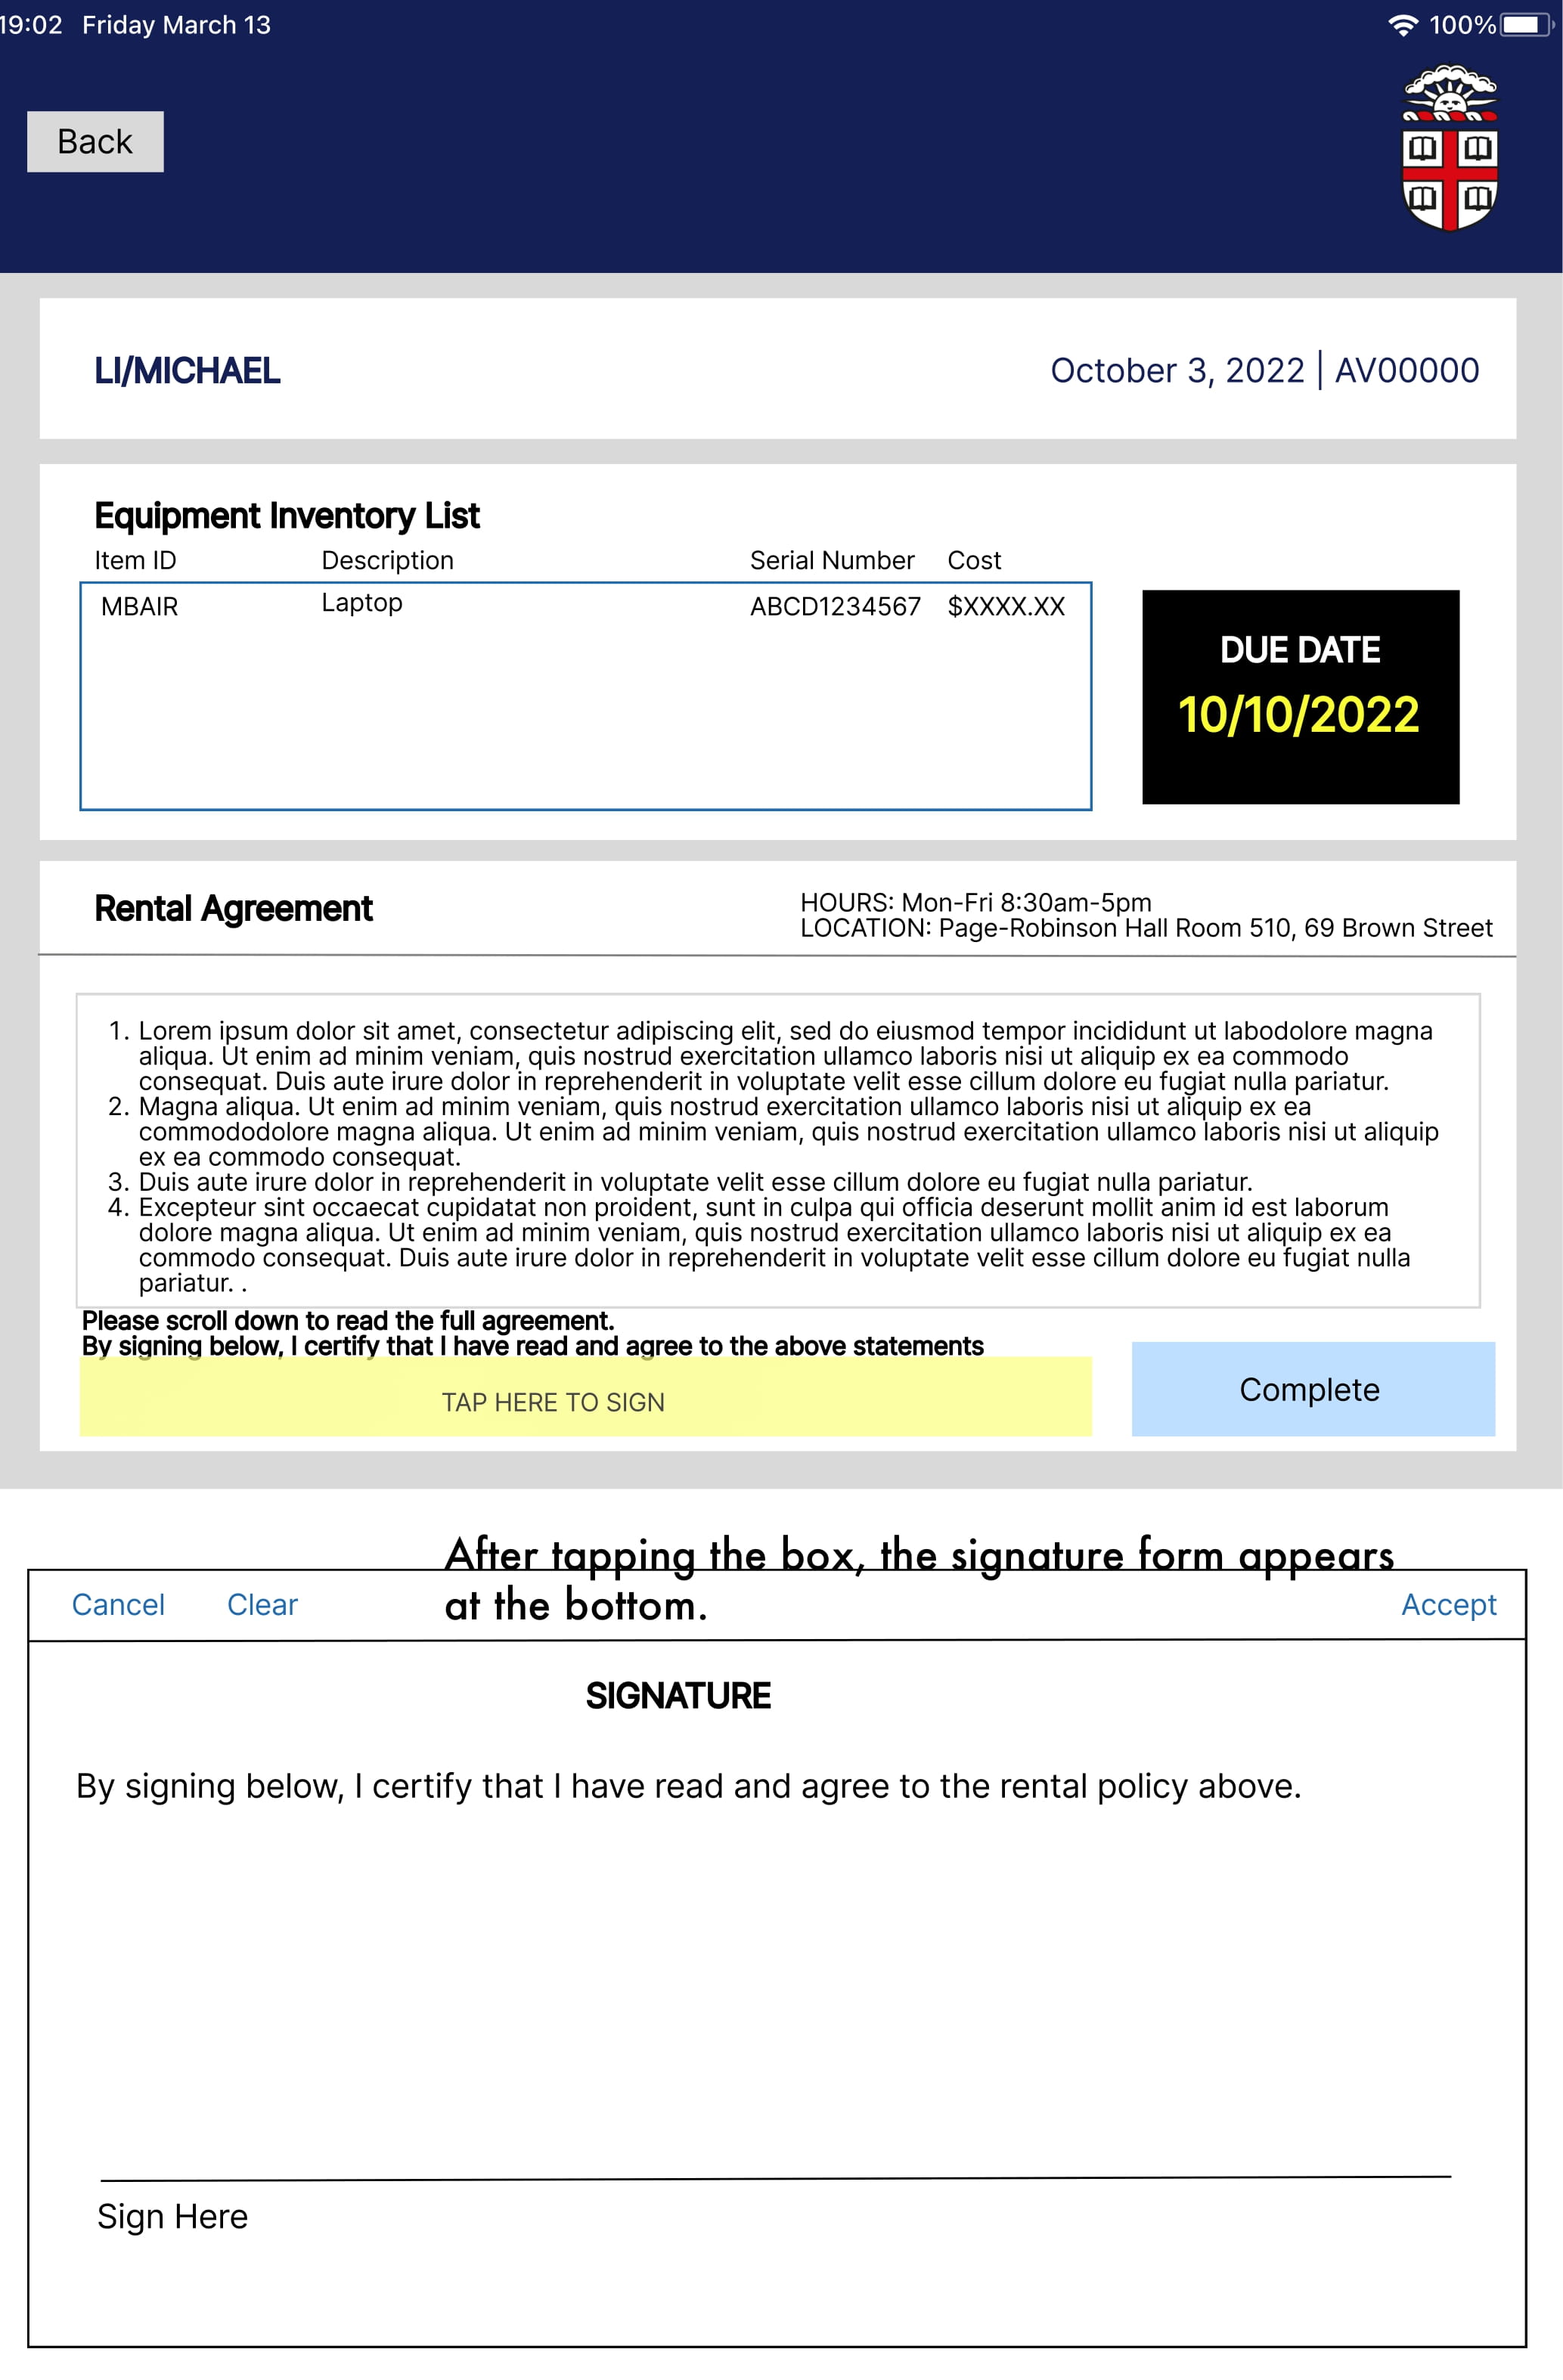 19:02 Friday March 13 100%
Back
LI/MICHAEL October 3, 2022 | AV00000
Equipment Inventory List
Item ID Description Serial Number Cost
MBAIR Laptop ABCD1234567 $XXXX.XX
DUE DATE
10/10/2022
Rental Agreement
HOURS: Mon-Fri 8:30am-5pm
LOCATION: Page-Robinson Hall Room 510, 69 Brown Street
1. Lorem ipsum dolor sit amet, consectetur adipiscing elit, sed do eiusmod tempor incididunt ut labodolore magna
aliqua. Ut enim ad minim veniam, quis nostrud exercitation ullamco laboris nisi ut aliquip ex ea commodo
consequat. Duis aute irure dolor in reprehenderit in voluptate velit esse cillum dolore eu fugiat nulla pariatur.
2. Magna aliqua. Ut enim ad minim veniam, quis nostrud exercitation ullamco laboris nisi ut aliquip ex ea
commododolore magna aliqua. Ut enim ad minim veniam, quis nostrud exercitation ullamco laboris nisi ut aliquip
ex ea commodo consequat.
3. Duis aute irure dolor in reprehenderit in voluptate velit esse cillum dolore eu fugiat nulla pariatur.
4. Excepteur sint occaecat cupidatat non proident, sunt in culpa qui officia deserunt mollit anim id est laborum
dolore magna aliqua. Ut enim ad minim veniam, quis nostrud exercitation ullamco laboris nisi ut aliquip ex ea
commodo consequat. Duis aute irure dolor in reprehenderit in voluptate velit esse cillum dolore eu fugiat nulla
pariatur. .
Please scroll down to read the full agreement.
By signing below, I certify that I have read and agree to the above statements
TAP HERE TO SIGN
Complete
After tapping the box, the signature form appears
at the bottom.
Cancel Clear Accept
SIGNATURE
By signing below, I certify that I have read and agree to the rental policy above.
Sign Here